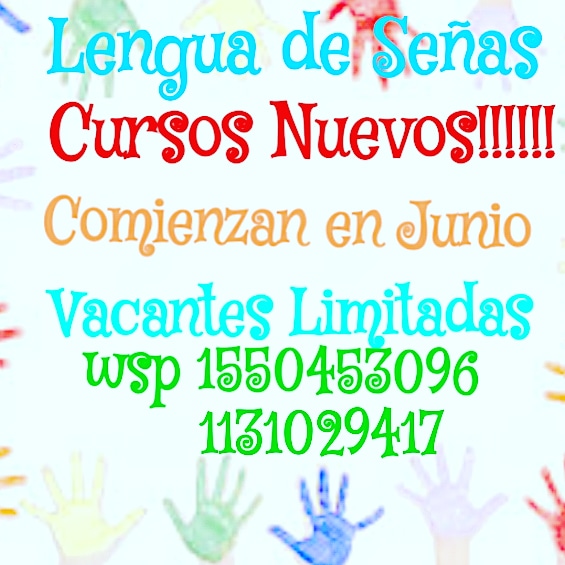 Lengua de Señas
Cursos Nuevos!!!!!!!
Comienzan en Junio
Vacantes Limitadas
wsp 1550453096
1131029417